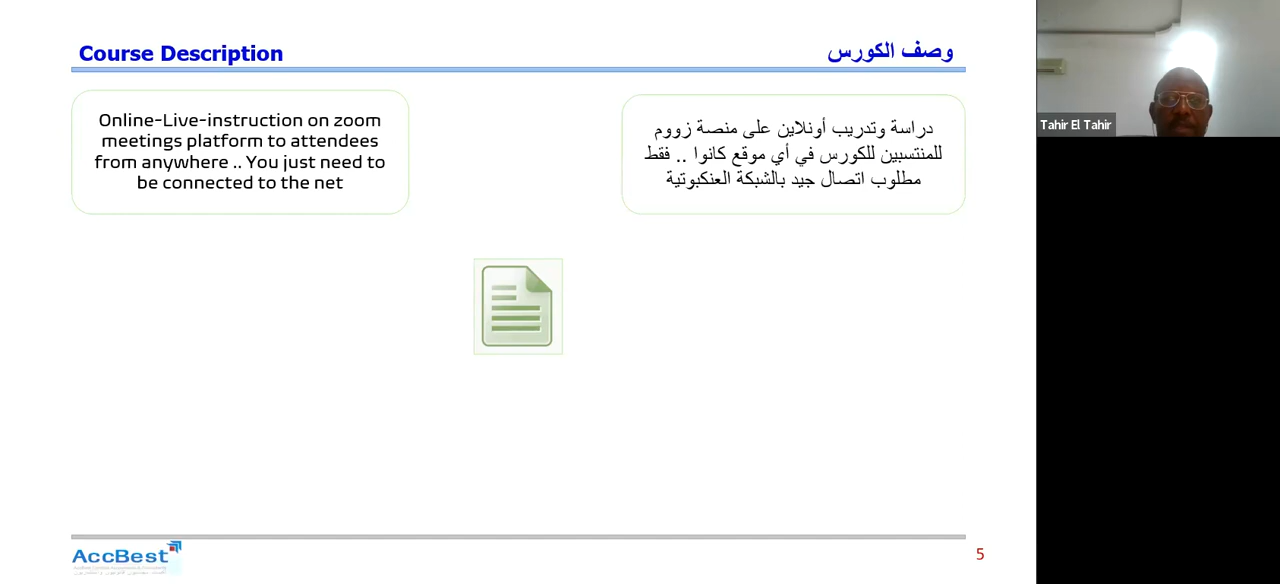 Course Description
وصف الكورس
Online-Live-instruction on zoom
meetings platform to attendees
from anywhere .. You just need to
be connected to the net
دراسة وتدريب أونلاين على منصة زووم
للمنتسبين للكورس في أي موقع كانوا .. فقط
مطلوب اتصال جيد بالشبكة العنكبوتية
Tahir El Tahir
AccBest
5